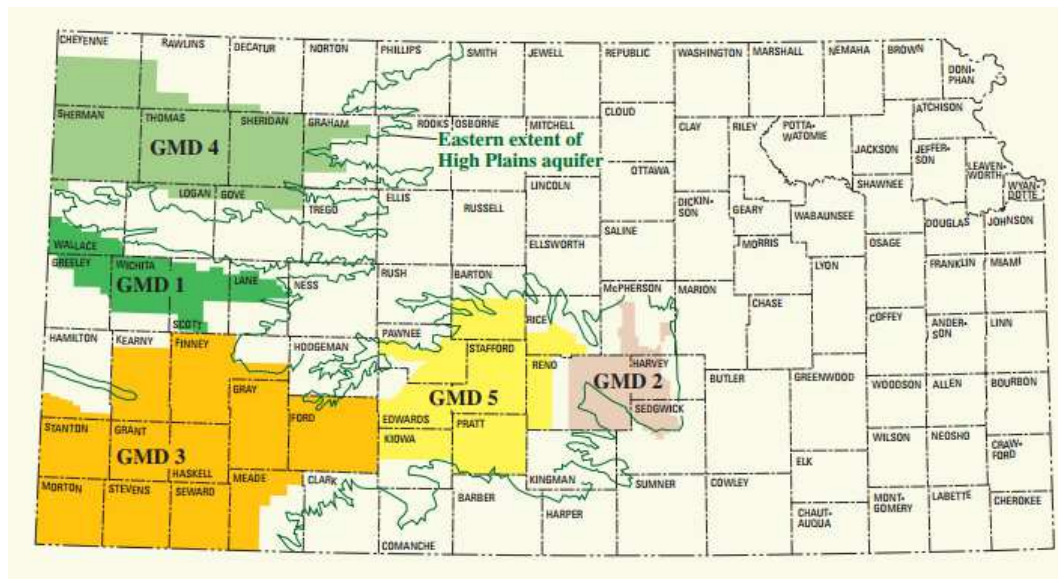 CHEYENNE
RAWLINS
DECATUR
NORTON
PHILLIPS
SMITH
JEWELL
REPUBLIC
WASHINGTON
MARSHALL
NEMAHA
BROWN
DONI-
PHAN
SHERMAN
THOMAS
SHERIDAN
GRAHAM
ROOKS
OSBORNE
MITCHELL
CLOUD
CLAY
RILEY
POTTA-
WATOMIE
JACKSON
ATCHISON
JEFFER-
SON
LEAVEN-
WORTH
WYAN-
DOTTE
GMD 4
Eastern extent of
High Plains aquifer
LOGAN
GOVE
TREGO
ELLIS
RUSSELL
LINCOLN
OTTAWA
DICKIN-
SON
GEARY
WABAUNSEE
SHAWNEE
DOUGLAS
JOHNSON
WALLACE
ELLSWORTH
SALINE
MORRIS
OSAGE
GREELEY
WICHITA
LANE
NESS
RUSH
BARTON
McPHERSON
MARION
LYON
CHASE
FRANKLIN
MIAMI
GMD 1
SCOTT
HAMILTON
KEARNY
FINNEY
HODGEMAN
PAWNEE
STAFFORD
RICE
RENO
HARVEY
COFFEY
ANDER-
SON
LINN
GRAY
FORD
EDWARDS
GMD 5
GMD 2
SEDGWICK
BUTLER
GREENWOOD
WOODSON
ALLEN
BOURBON
STANTON
GRANT
HASKELL
GMD 3
KIOWA
PRATT
KINGMAN
ELK
WILSON
NEOSHO
CRAW-
FORD
MORTON
STEVENS
SEWARD
MEADE
CLARK
COMANCHE
BARBER
HARPER
SUMNER
COWLEY
CHAUT-
AUQUA
MONT-
GOMERY
LABETTE
CHEROKEE